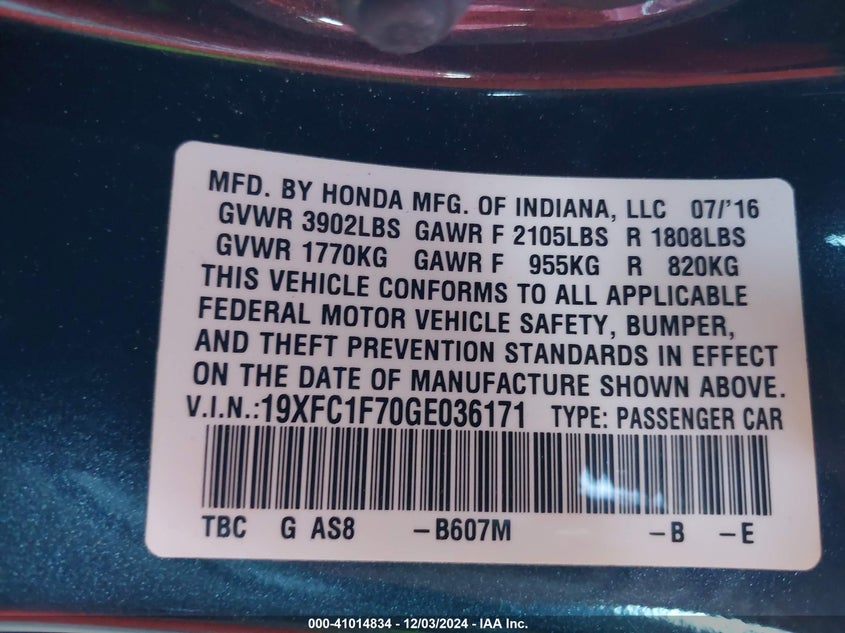 MFD. BY HONDA MFG. OF INDIANA, LLC 07/'16
GVWR 3902LBS GAWR F 2105LBS R 1808LBS
GVWR 1770KG GAWR F 955KG R 820KG
THIS VEHICLE CONFORMS TO ALL APPLICABLE
FEDERAL MOTOR VEHICLE SAFETY, BUMPER,
AND THEFT PREVENTION STANDARDS IN EFFECT
ON THE DATE OF MANUFACTURE SHOWN ABOVE.
V.I.N.:19XFC1F70GE036171 TYPE: PASSENGER CAR
TBC G AS8 -B607M -B -E
000-41014834 - 12/03/2024 - IAA Inc.